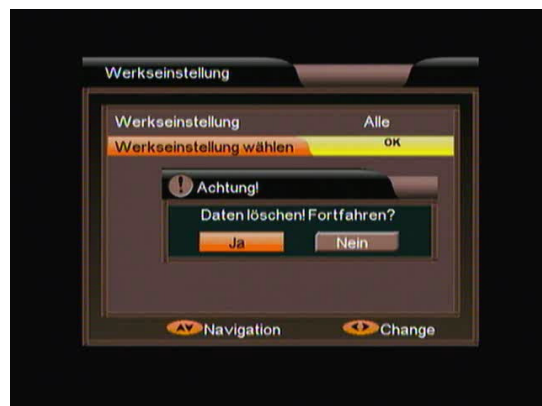 Werkseinstellung
Werkseinstellung Alle
Werkseinstellung wählen OK
Achtung!
Daten löschen! Fortfahren?
Ja Nein
Navigation Change